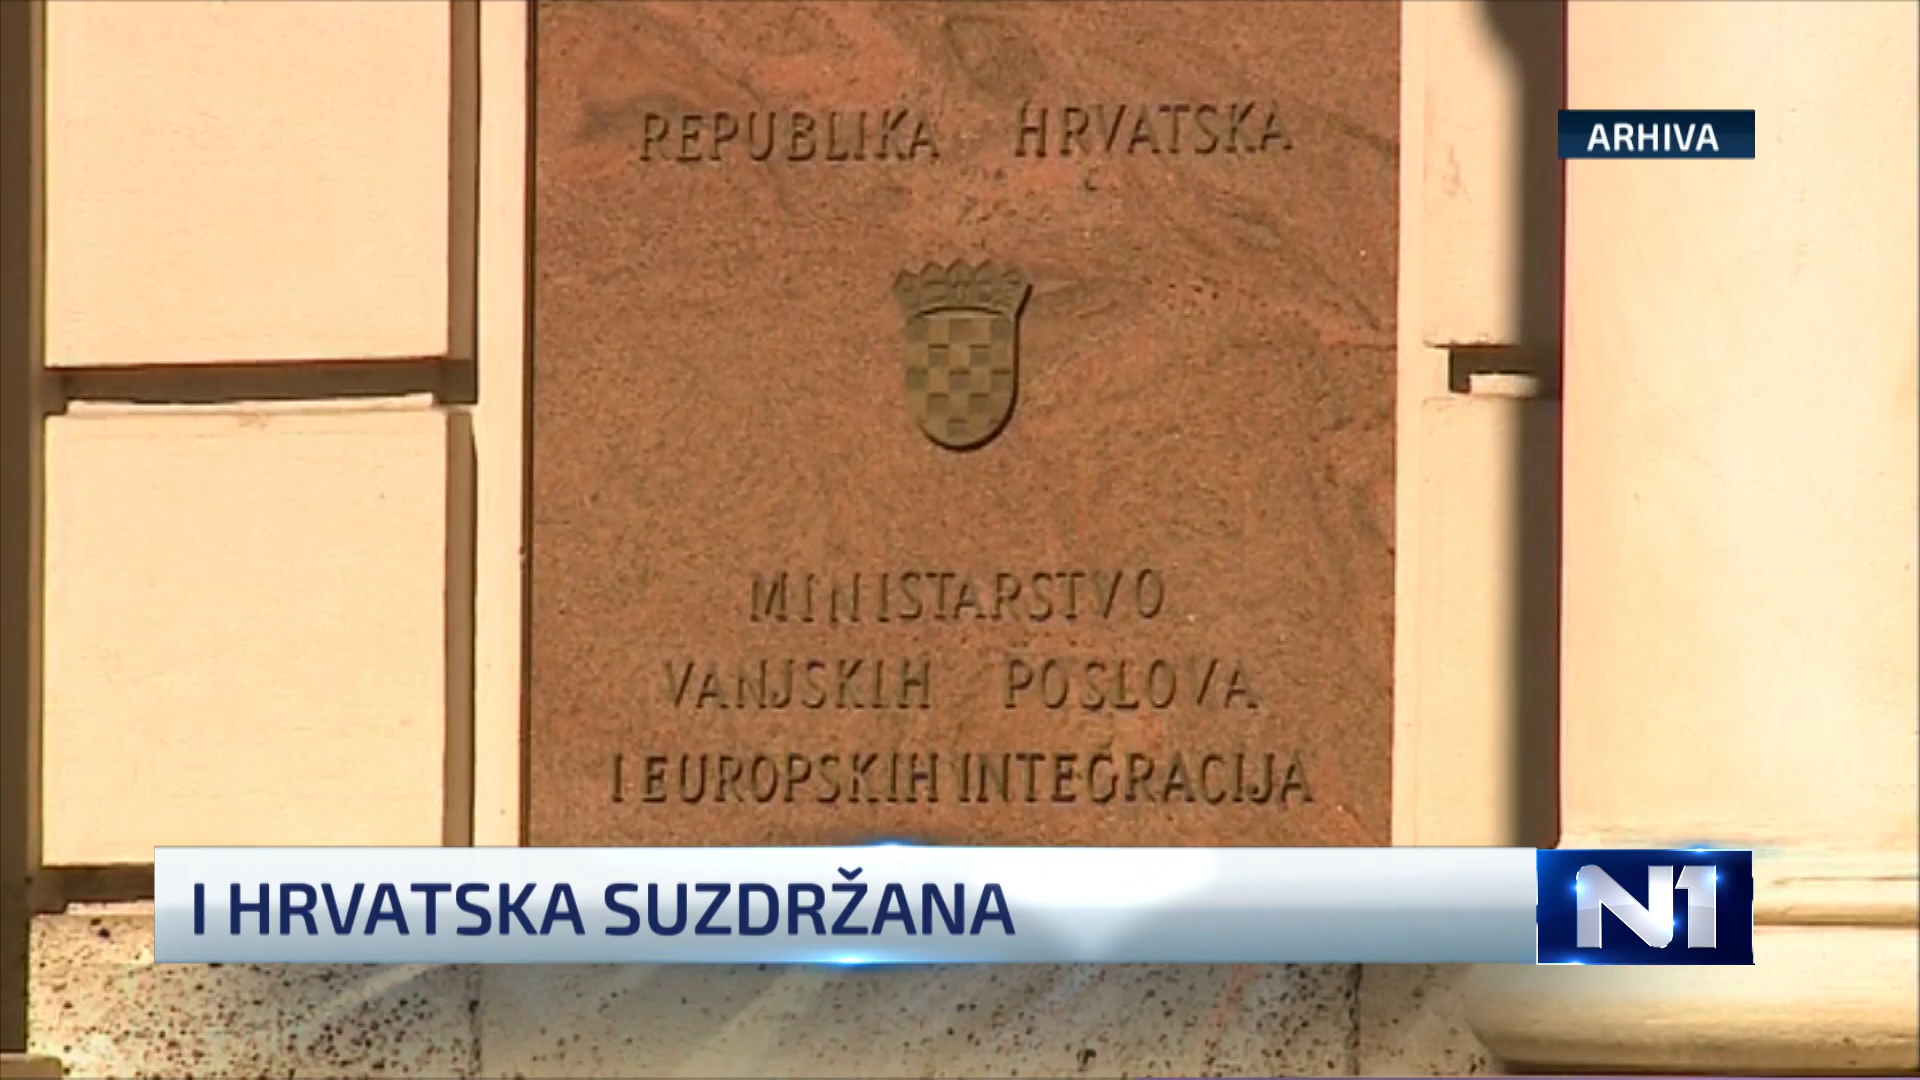 REPUBLIKA HRVATSKA
ARHIVA
MINISTARSTVO
VANJSKIH POSLOVA
I EUROPSKIH INTEGRACIJA
I HRVATSKA SUZDRŽANA
N1